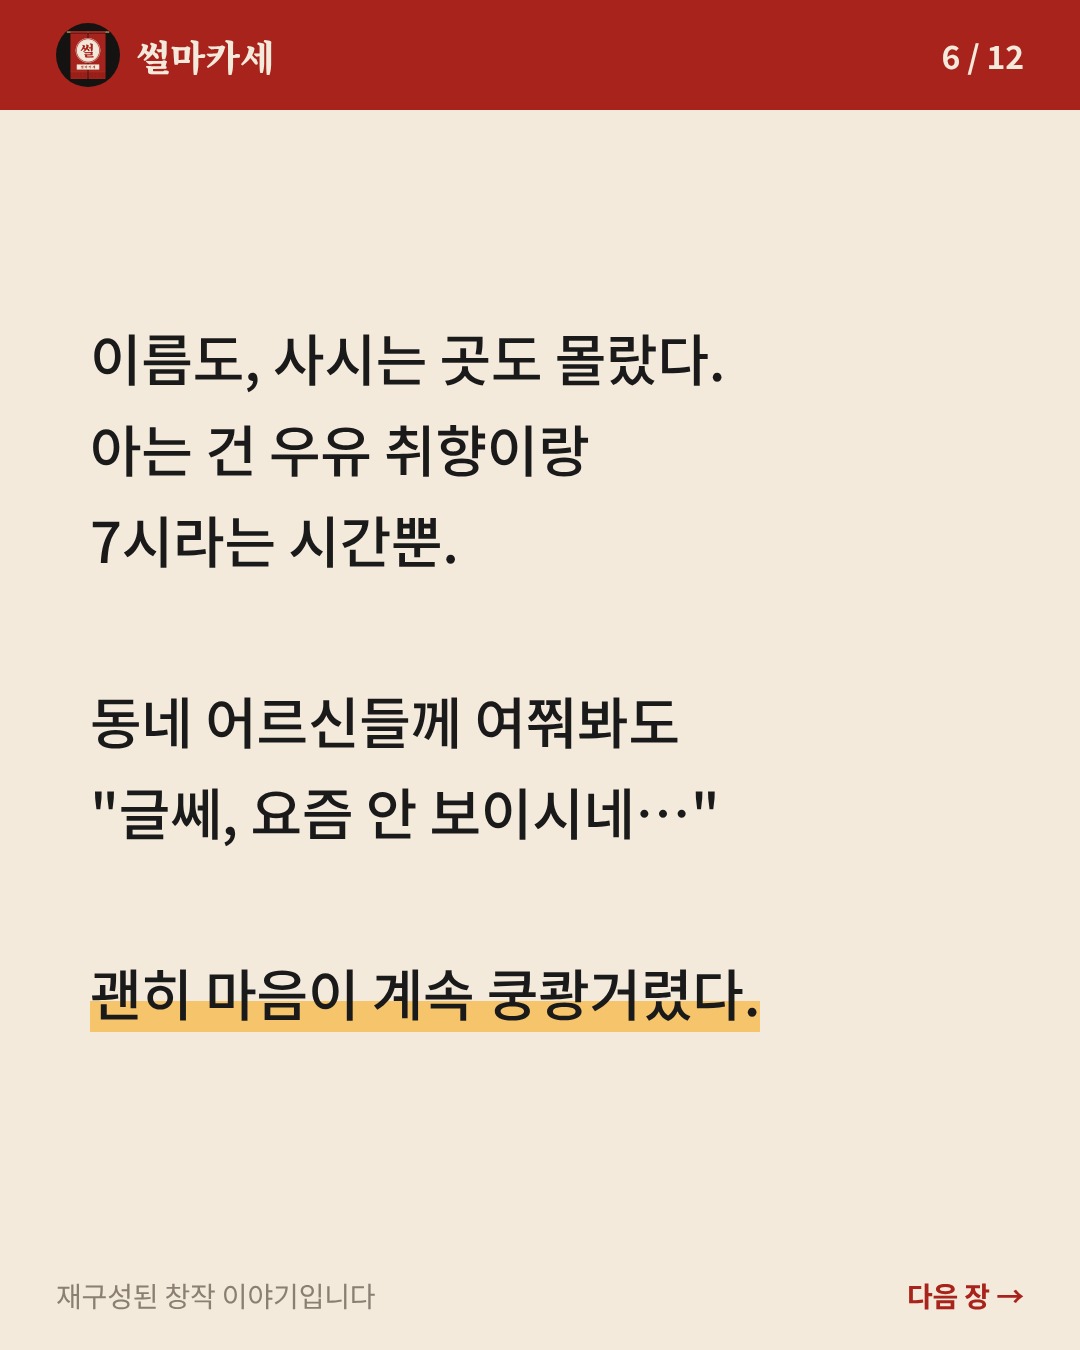 썰
썰마카세
6 / 12
이름도, 사시는 곳도 몰랐다.
아는 건 우유 취향이랑
7시라는 시간뿐.
동네 어르신들께 여쭤봐도
"글쎄, 요즘 안 보이시네…"
괜히 마음이 계속 쿵쾅거렸다.
재구성된 창작 이야기입니다
다음 장 →